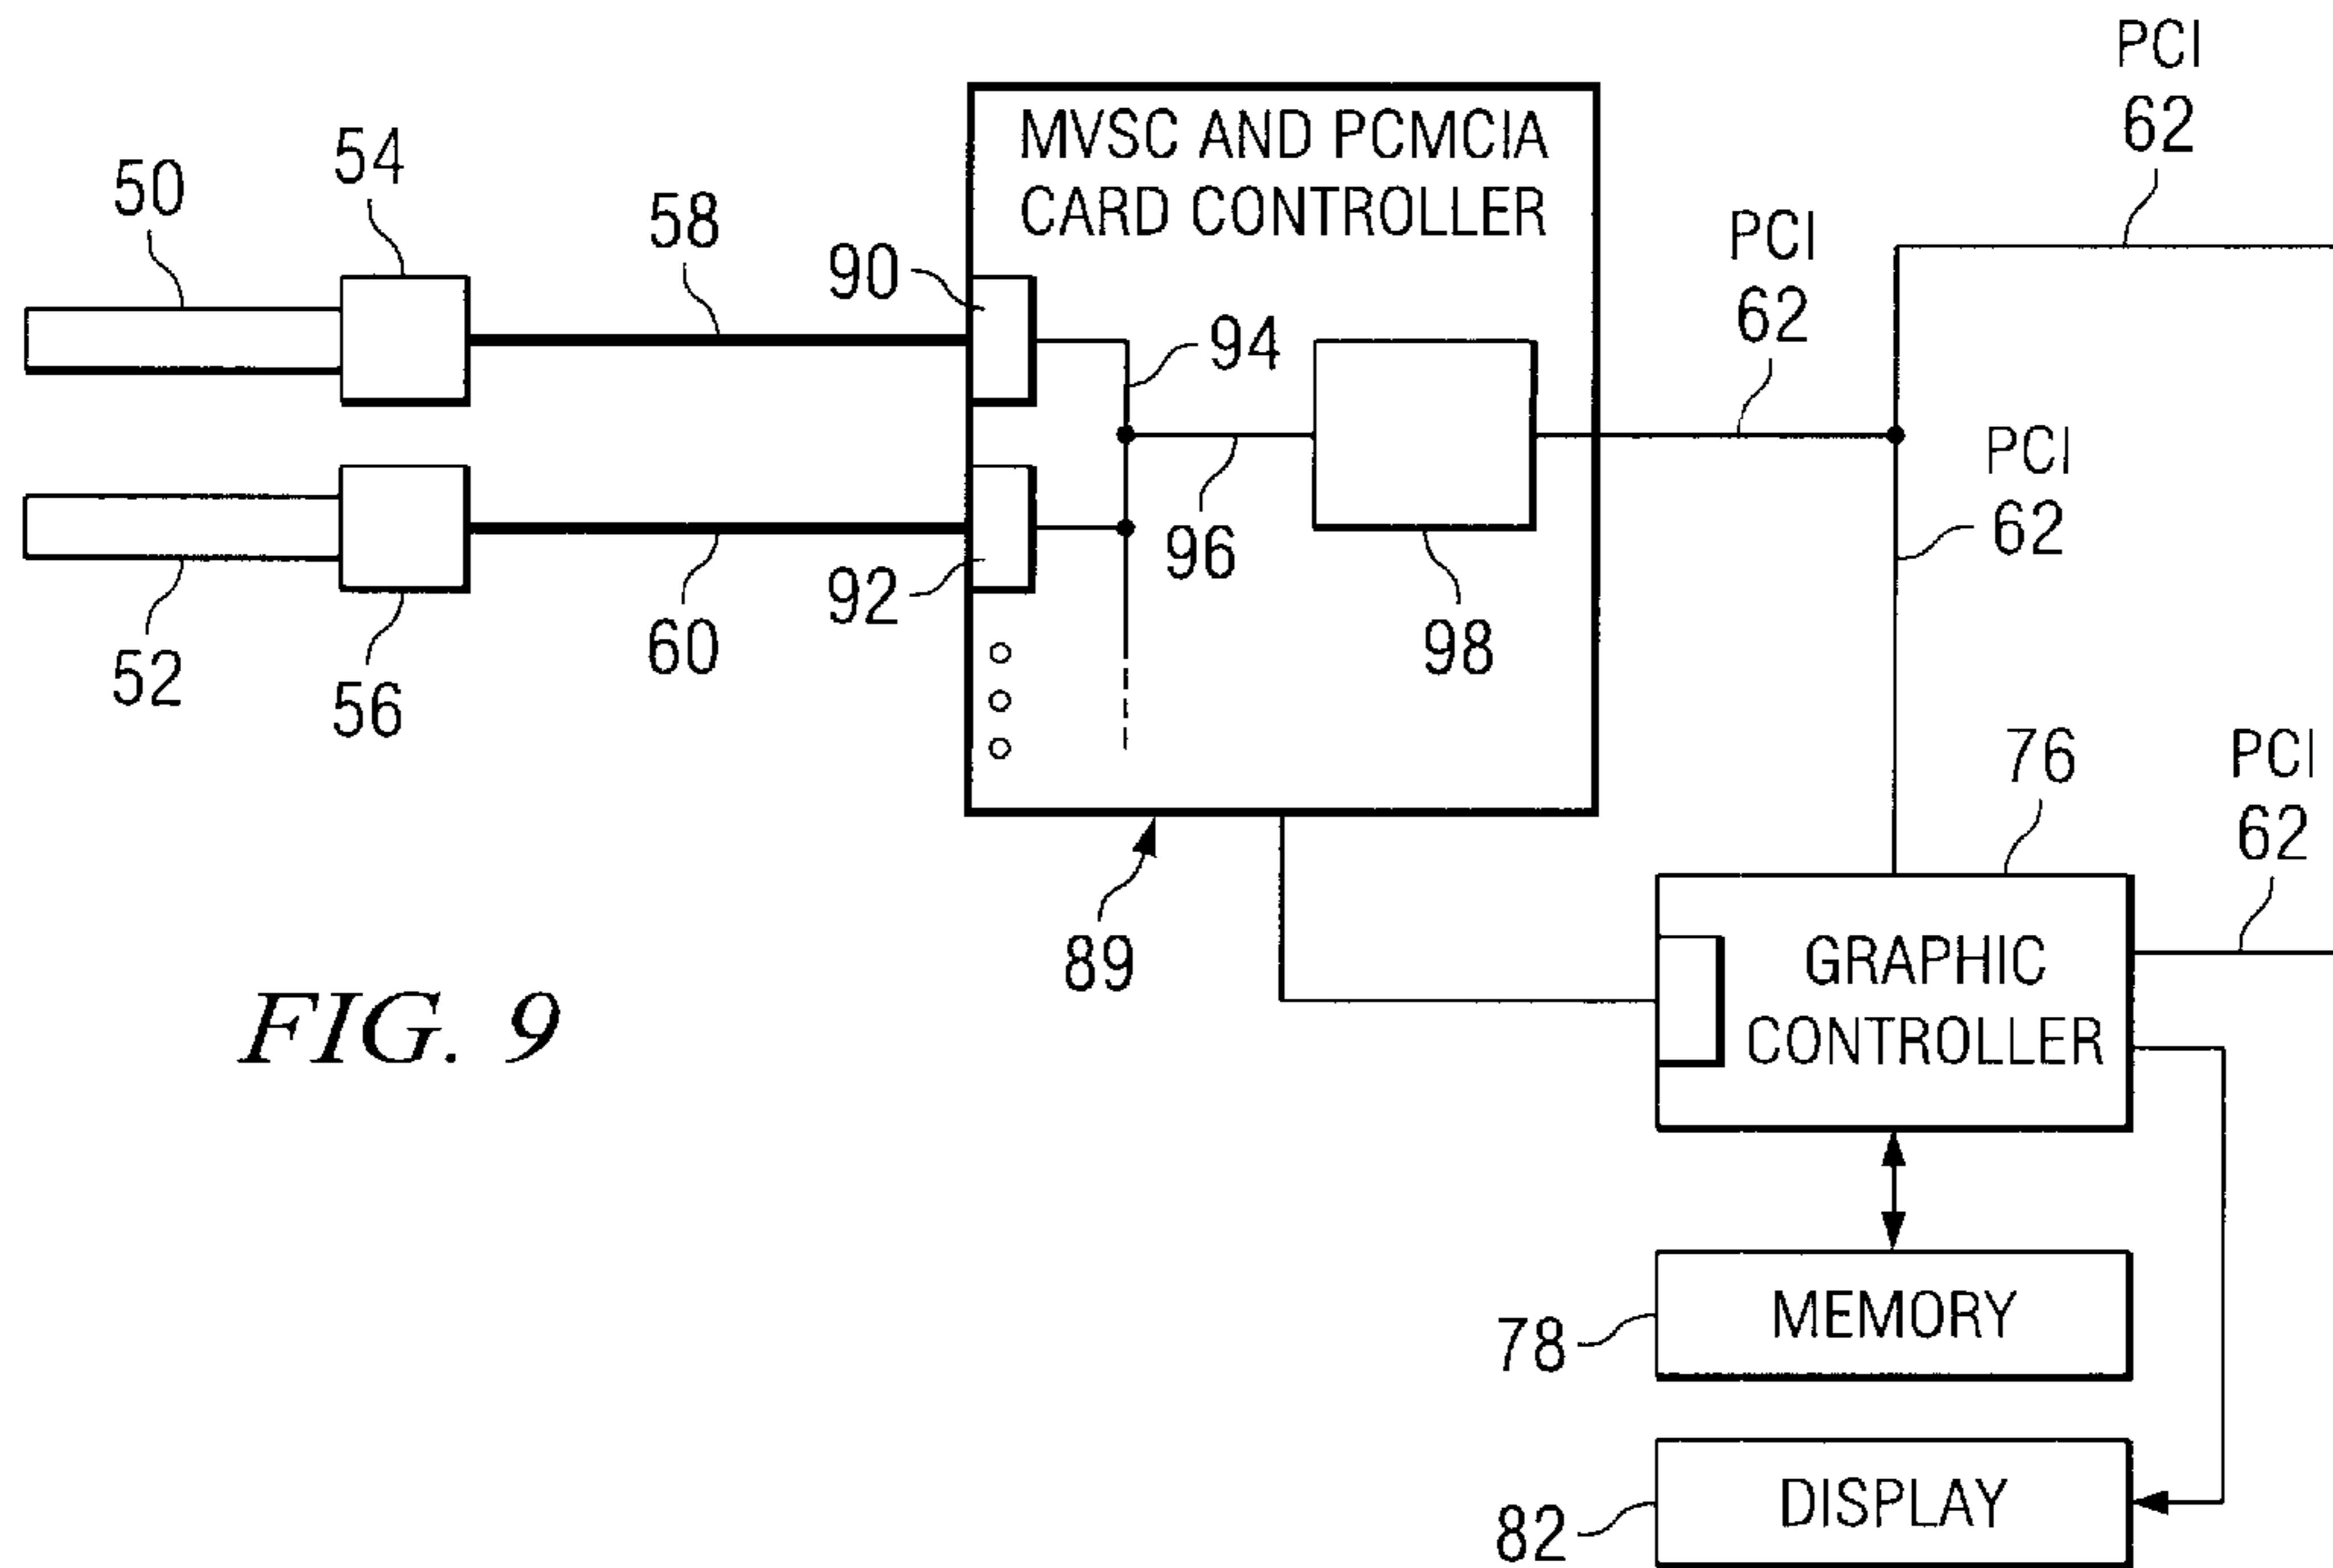 PCI
62
MVSC AND PCMCIA
CARD CONTROLLER
54
50
58
90
PCI
62
94
PCI
62
96
92
98
60
52
56
76
PCI
62
89
GRAPHIC
CONTROLLER
FIG. 9
MEMORY
78
DISPLAY
82